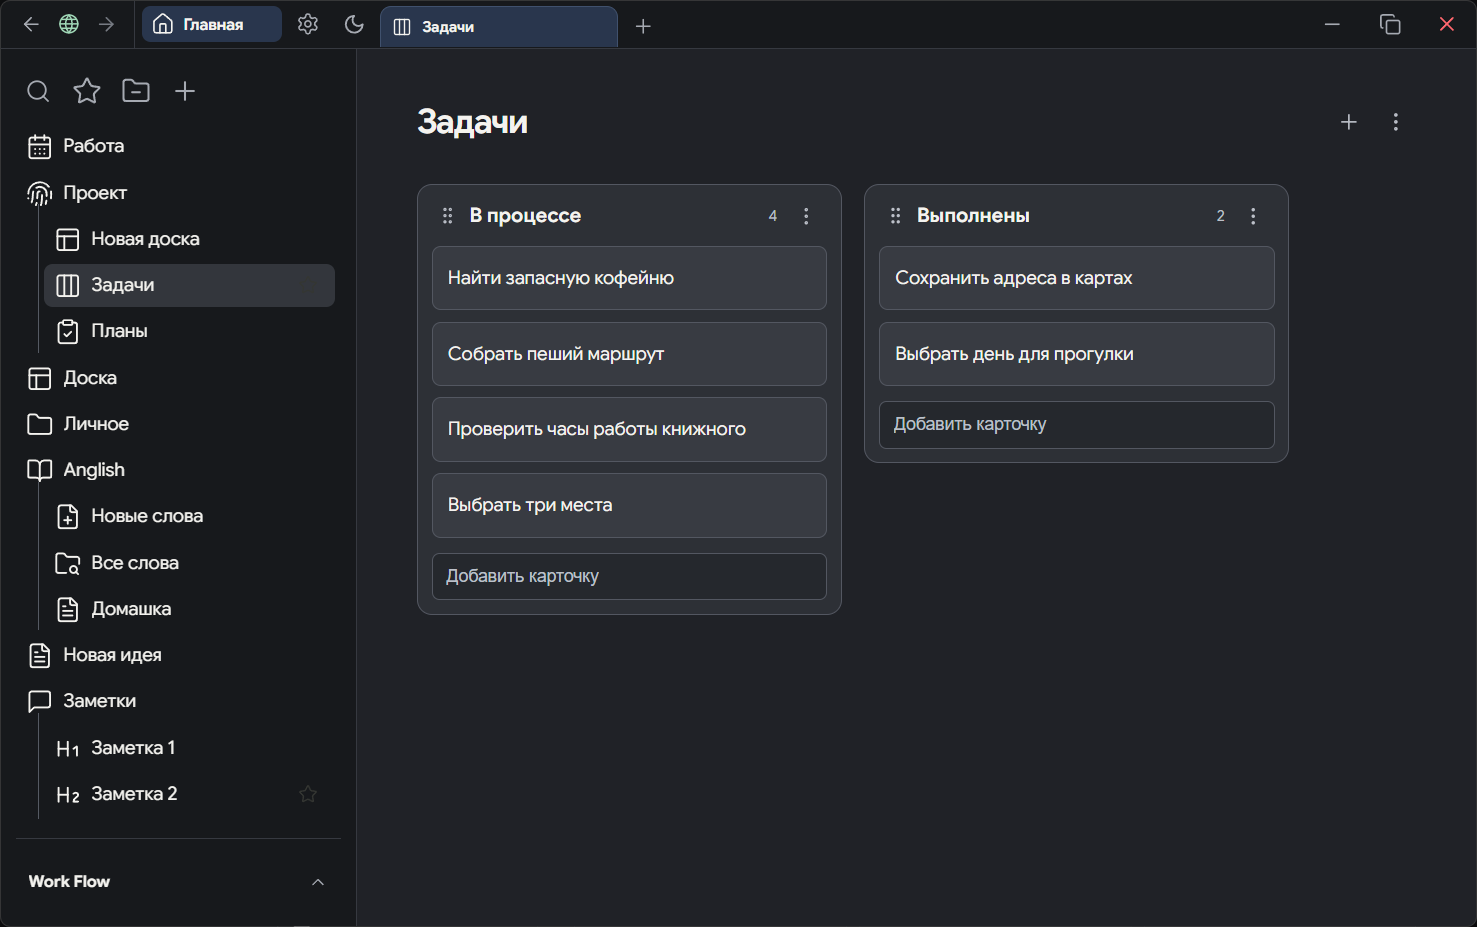 Главная
Задачи
Работа
Проект
Новая доска
Задачи
Планы
Доска
Личное
Anglish
Новые слова
Все слова
Домашка
Новая идея
Заметки
H1 Заметка 1
H2 Заметка 2
Work Flow
Задачи
В процессе 4
Найти запасную кофейню
Собрать пеший маршрут
Проверить часы работы книжного
Выбрать три места
Добавить карточку
Выполнены 2
Сохранить адреса в картах
Выбрать день для прогулки
Добавить карточку